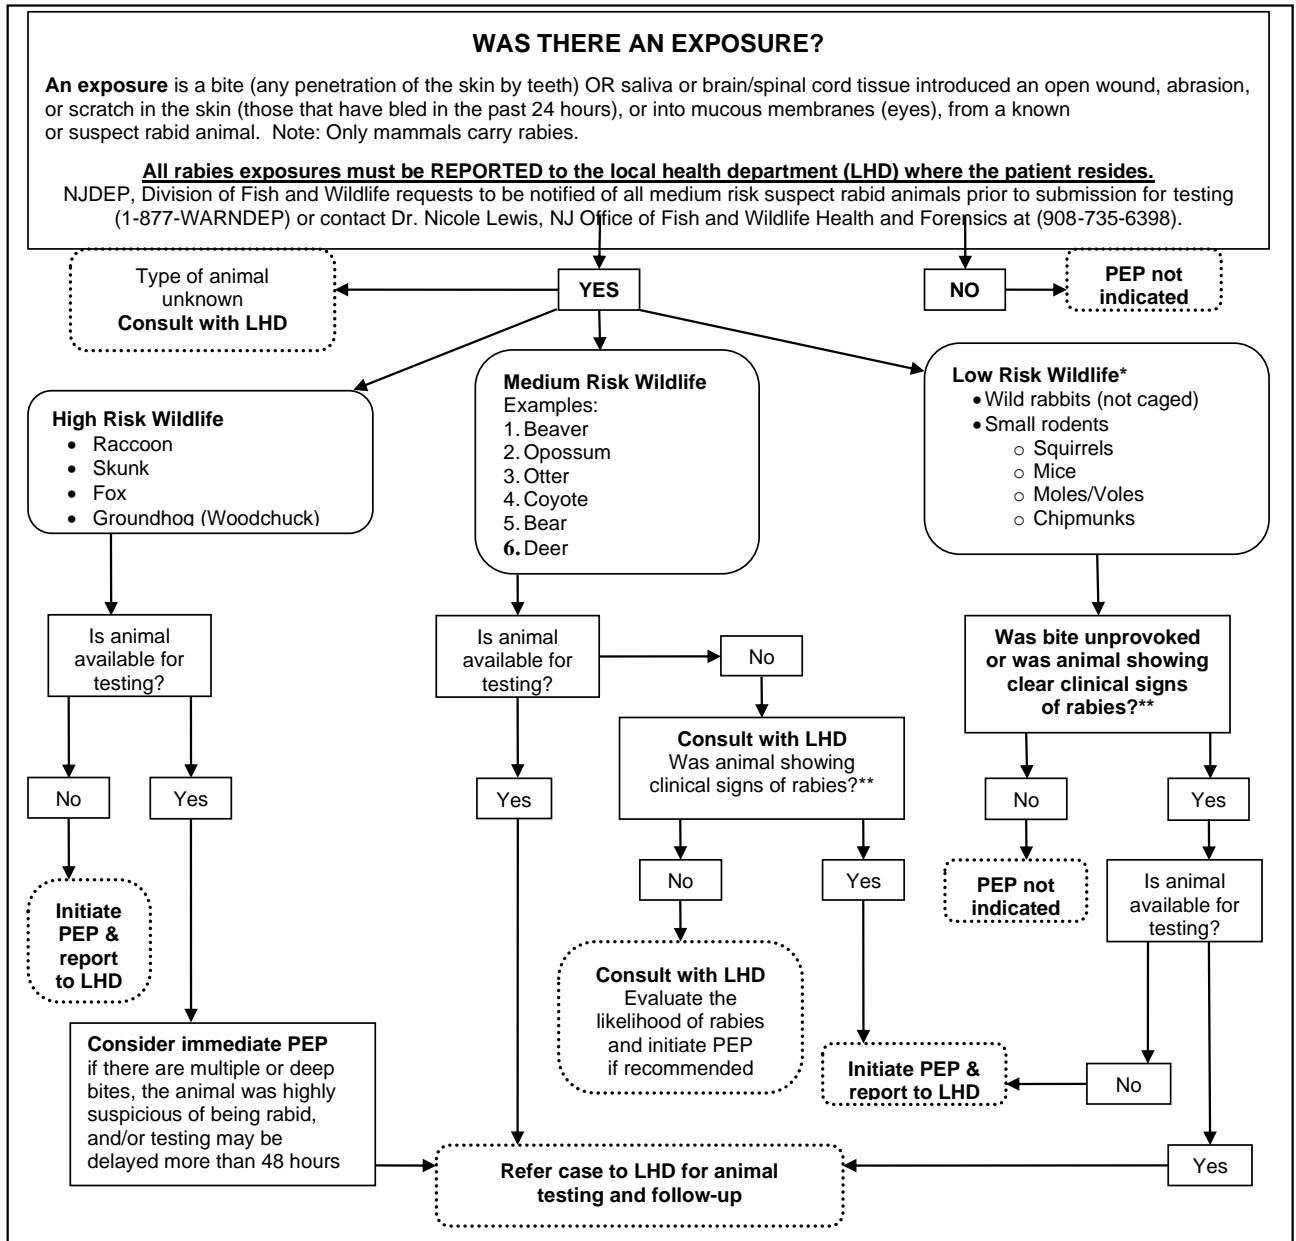 WAS THERE AN EXPOSURE?
An exposure is a bite (any penetration of the skin by teeth) OR saliva or brain/spinal cord tissue introduced an open wound, abrasion,
or scratch in the skin (those that have bled in the past 24 hours), or into mucous membranes (eyes), from a known
or suspect rabid animal. Note: Only mammals carry rabies.
All rabies exposures must be REPORTED to the local health department (LHD) where the patient resides.
NJDEP, Division of Fish and Wildlife requests to be notified of all medium risk suspect rabid animals prior to submission for testing
(1-877-WARNDEP) or contact Dr. Nicole Lewis, NJ Office of Fish and Wildlife Health and Forensics at (908-735-6398).
Type of animal
unknown
Consult with LHD
YES
NO
PEP not
indicated
High Risk Wildlife
• Raccoon
• Skunk
• Fox
• Groundhog (Woodchuck)
Medium Risk Wildlife
Examples:
1. Beaver
2. Opossum
3. Otter
4. Coyote
5. Bear
6. Deer
Low Risk Wildlife*
• Wild rabbits (not caged)
• Small rodents
o Squirrels
o Mice
o Moles/Voles
o Chipmunks
Is animal
available for
testing?
No
Yes
Initiate
PEP &
report
to LHD
Consider immediate PEP
if there are multiple or deep
bites, the animal was highly
suspicious of being rabid,
and/or testing may be
delayed more than 48 hours
Is animal
available for
testing?
No
Yes
Consult with LHD
Was animal showing
clinical signs of rabies?**
No
Yes
Consult with LHD
Evaluate the
likelihood of rabies
and initiate PEP
if recommended
Initiate PEP &
report to LHD
Was bite unprovoked
or was animal showing
clear clinical signs
of rabies?**
No
Yes
PEP not
indicated
Is animal
available for
testing?
No
Yes
Refer case to LHD for animal
testing and follow-up